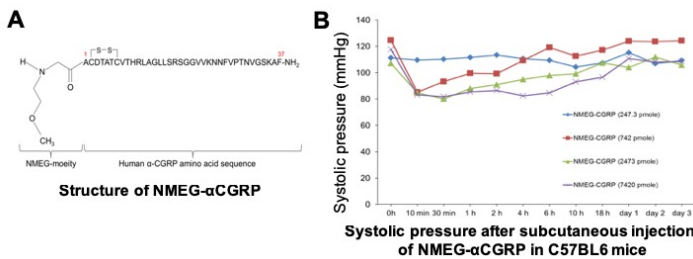 A
1
S-S
37
ACDTATCVTHRLAGLLSRSGGVVKNNFVPTNVGSKAF-NH2
H
N
O
O
CH3
NMEG-moeity
Human α-CGRP amino acid sequence
Structure of NMEG-αCGRP
B
Systolic pressure (mmHg)
140
120
100
80
60
40
20
0
NMEG-CGRP (247.3 pmole)
NMEG-CGRP (742 pmole)
NMEG-CGRP (2473 pmole)
NMEG-CGRP (7420 pmole)
0h 10 min 30 min 1 h 2 h 4 h 6 h 10 h 18 h day 1 day 2 day 3
Systolic pressure after subcutaneous injection
of NMEG-αCGRP in C57BL6 mice